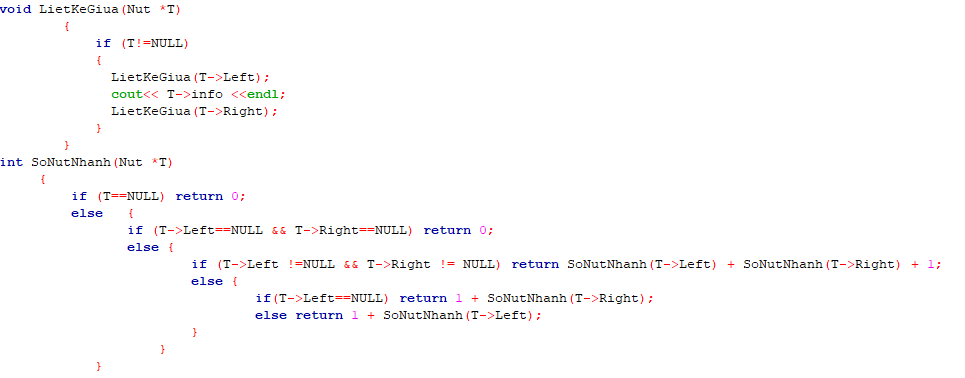 void LietKeGiua(Nut *T)
{
if (T!=NULL)
{
LietKeGiua(T->Left);
cout<< T->info <<endl;
LietKeGiua(T->Right);
}
}
int SoNutNhanh(Nut *T)
{
if (T==NULL) return 0;
else {
if (T->Left==NULL && T->Right==NULL) return 0;
else {
if (T->Left !=NULL && T->Right != NULL) return SoNutNhanh(T->Left) + SoNutNhanh(T->Right) + 1;
else {
if(T->Left==NULL) return 1 + SoNutNhanh(T->Right);
else return 1 + SoNutNhanh(T->Left);
}
}
}